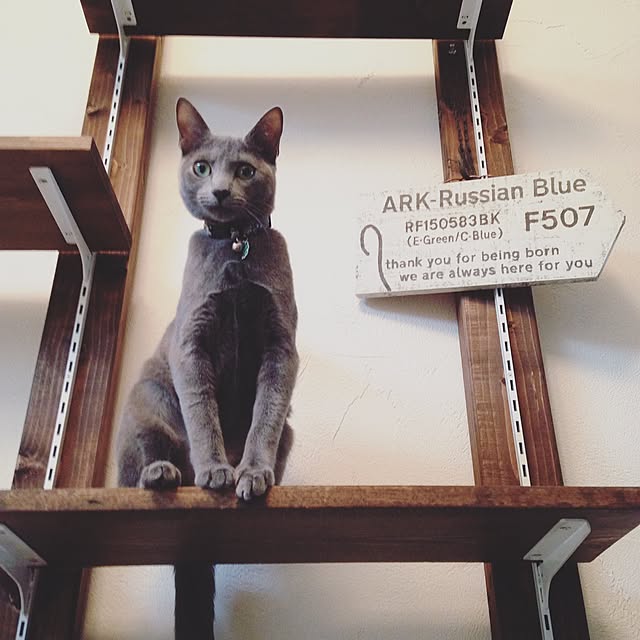 ARK-Russian Blue
RF150583BK F507
(E·Green/C·Blue)
thank you for being born
we are always here for you